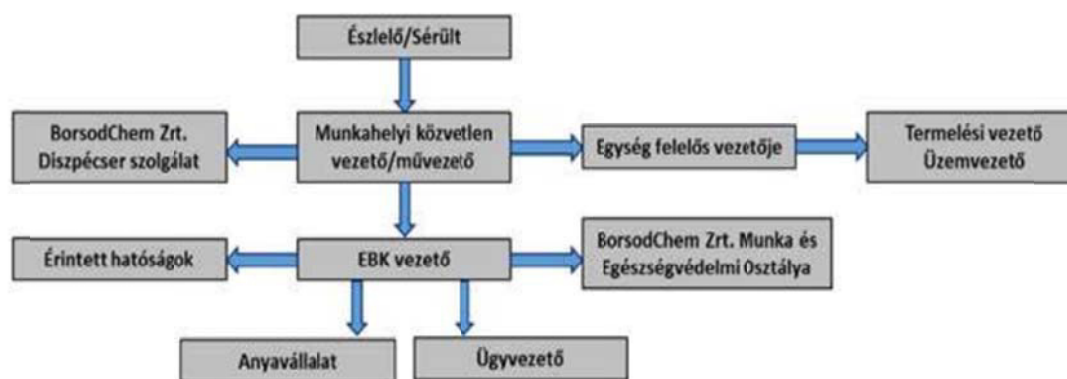 Észlelő/Sérült
BorsodChem Zrt.
Diszpécser szolgálat
Munkahelyi közvetlen
vezető/művezető
Egység felelős vezetője
Termelési vezető
Üzemvezető
Érintett hatóságok
EBK vezető
BorsodChem Zrt. Munka és
Egészségvédelmi Osztálya
Anyavállalat
Ügyvezető